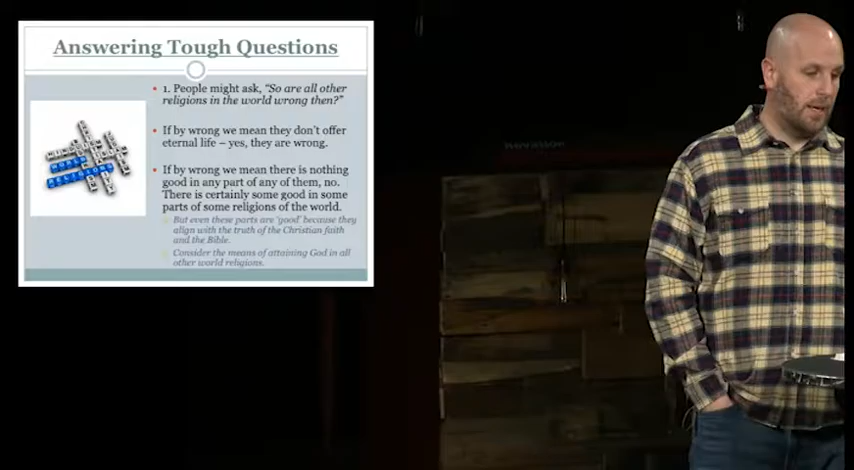 Answering Tough Questions
• 1. People might ask, "So are all other
religions in the world wrong then?"
• If by wrong we mean they don't offer
eternal life – yes, they are wrong.
• If by wrong we mean there is nothing
good in any part of any of them, no.
There is certainly some good in some
parts of some religions of the world.
But even these parts are 'good' because they
align with the truth of the Christian faith
and the Bible.
Consider the means of attaining God in all
other world religions.
WORLD
RELIGIONS